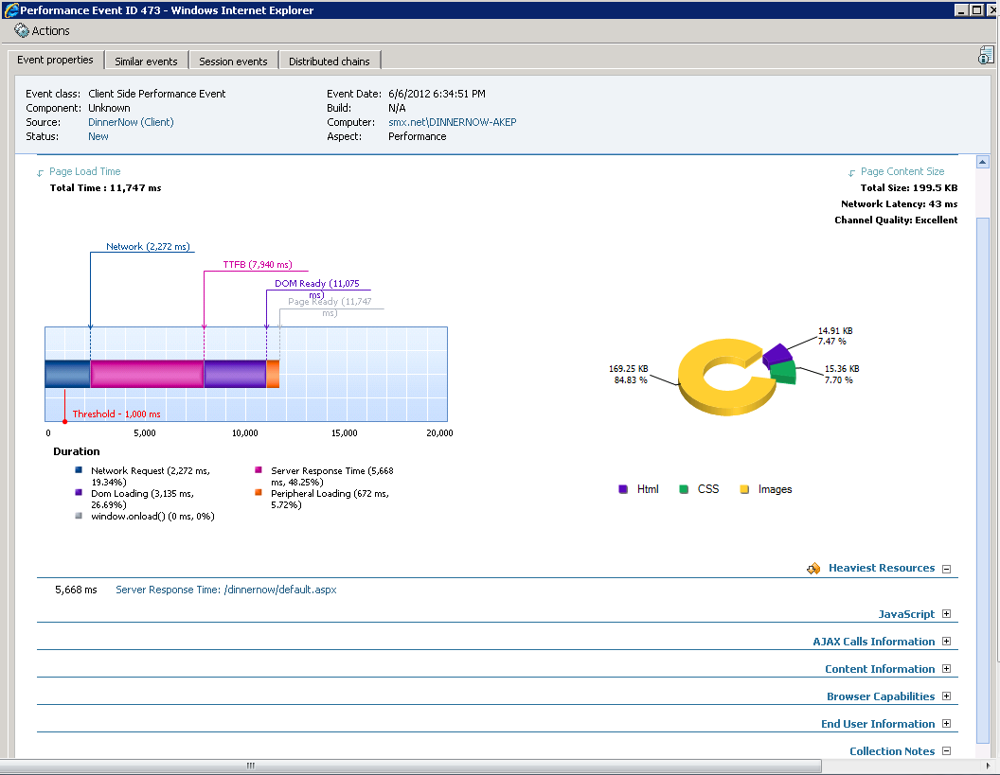 Performance Event ID 473 - Windows Internet Explorer
Actions
Event properties
Similar events
Session events
Distributed chains
Event class: Client Side Performance Event
Component: Unknown
Source: DinnerNow (Client)
Status: New
Event Date: 6/6/2012 6:34:51 PM
Build: N/A
Computer: smx.net\DINNERNOW-AKEP
Aspect: Performance
Page Load Time
Total Time : 11,747 ms
Page Content Size
Total Size: 199.5 KB
Network Latency: 43 ms
Channel Quality: Excellent
Network (2,272 ms)
TTFB (7,940 ms)
DOM Ready (11,075
ms)
Page Ready (11,747
ms)
Threshold - 1,000 ms
0 5,000 10,000 15,000 20,000
Duration
Network Request (2,272 ms,
19.34%)
Server Response Time (5,668
ms, 48.25%)
Dom Loading (3,135 ms,
26.69%)
Peripheral Loading (672 ms,
5.72%)
window.onload() (0 ms, 0%)
14.91 KB
7.47 %
15.36 KB
7.70 %
169.25 KB
84.83 %
Html CSS Images
Heaviest Resources
5,668 ms Server Response Time: /dinnernow/default.aspx
JavaScript
AJAX Calls Information
Content Information
Browser Capabilities
End User Information
Collection Notes